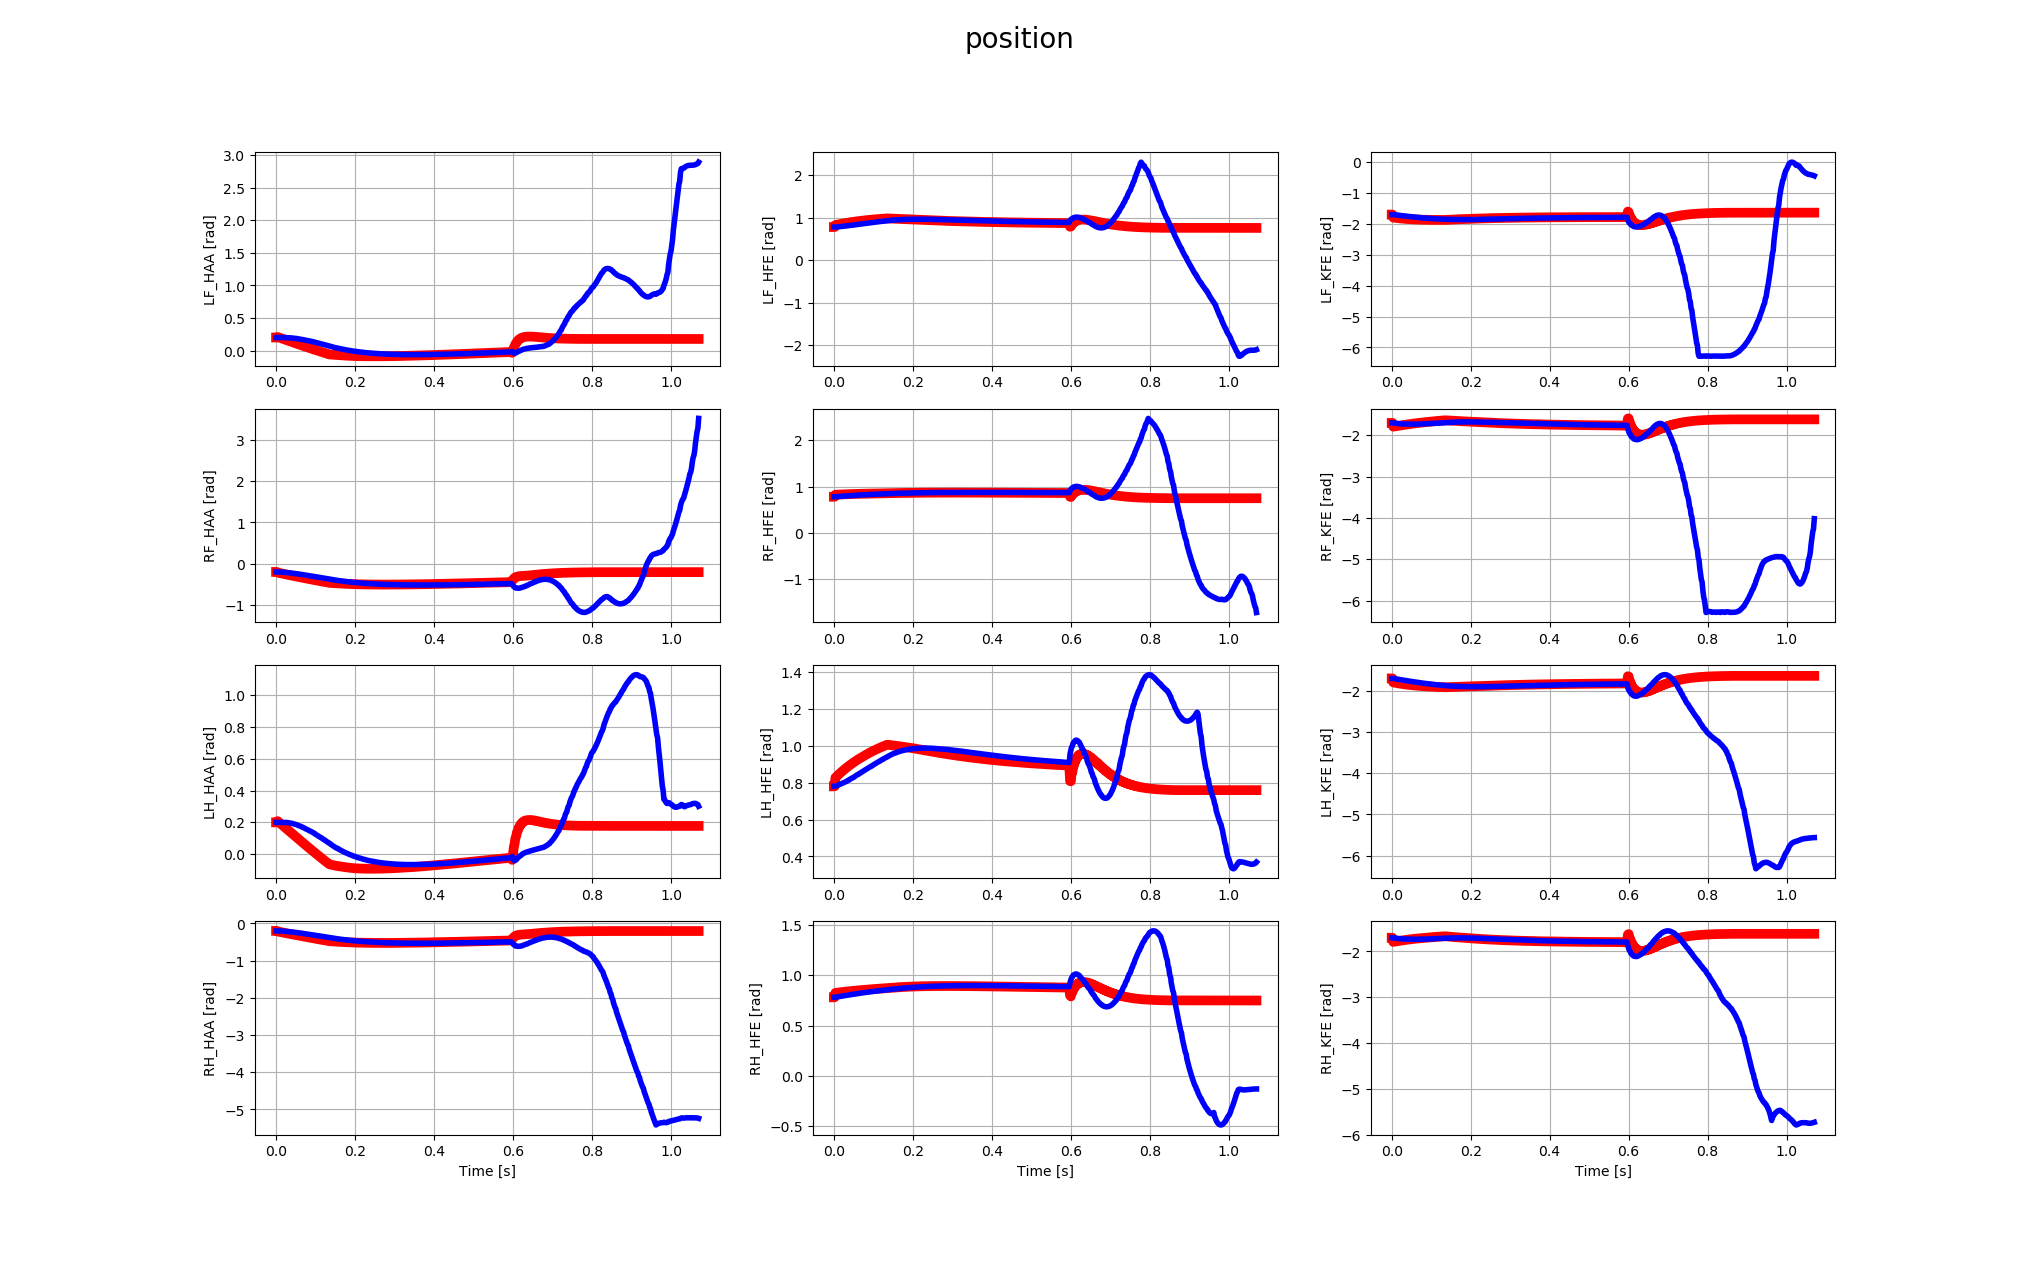 position
LF_HAA [rad]
3.0
2.5
2.0
1.5
1.0
0.5
0.0
0.0 0.2 0.4 0.6 0.8 1.0
LF_HFE [rad]
2
1
0
−1
−2
0.0 0.2 0.4 0.6 0.8 1.0
LF_KFE [rad]
0
−1
−2
−3
−4
−5
−6
0.0 0.2 0.4 0.6 0.8 1.0
RF_HAA [rad]
3
2
1
0
−1
0.0 0.2 0.4 0.6 0.8 1.0
RF_HFE [rad]
2
1
0
−1
0.0 0.2 0.4 0.6 0.8 1.0
RF_KFE [rad]
−2
−3
−4
−5
−6
0.0 0.2 0.4 0.6 0.8 1.0
LH_HAA [rad]
1.0
0.8
0.6
0.4
0.2
0.0
0.0 0.2 0.4 0.6 0.8 1.0
LH_HFE [rad]
1.4
1.2
1.0
0.8
0.6
0.4
0.0 0.2 0.4 0.6 0.8 1.0
LH_KFE [rad]
−2
−3
−4
−5
−6
0.0 0.2 0.4 0.6 0.8 1.0
RH_HAA [rad]
0
−1
−2
−3
−4
−5
0.0 0.2 0.4 0.6 0.8 1.0
Time [s]
RH_HFE [rad]
1.5
1.0
0.5
0.0
−0.5
0.0 0.2 0.4 0.6 0.8 1.0
Time [s]
RH_KFE [rad]
−2
−3
−4
−5
−6
0.0 0.2 0.4 0.6 0.8 1.0
Time [s]